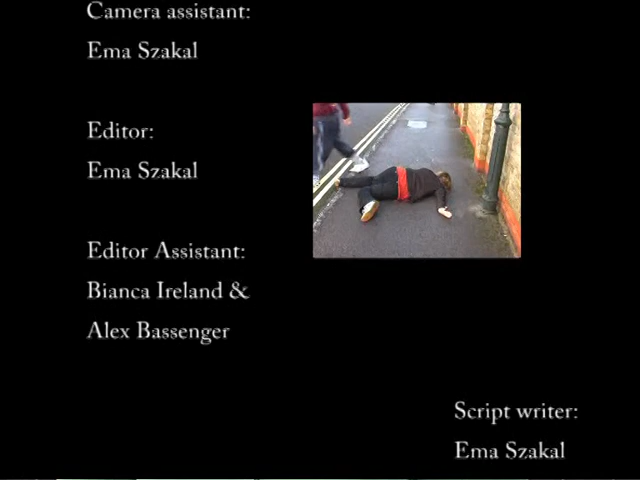 Camera assistant:
Ema Szakal
Editor:
Ema Szakal
Editor Assistant:
Bianca Ireland &
Alex Bassenger
Script writer:
Ema Szakal